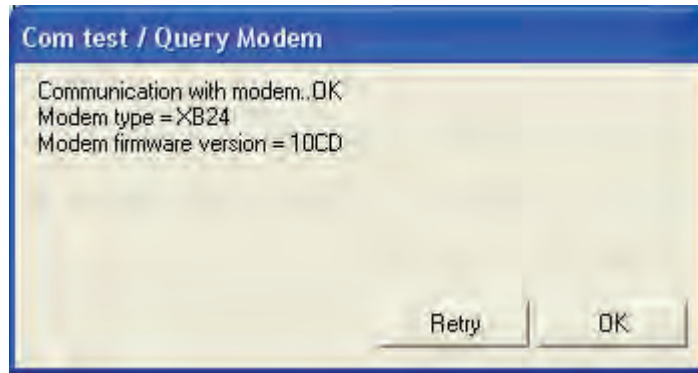 Com test / Query Modem
Communication with modem..OK
Modem type = XB24
Modem firmware version = 10CD
Retry
OK